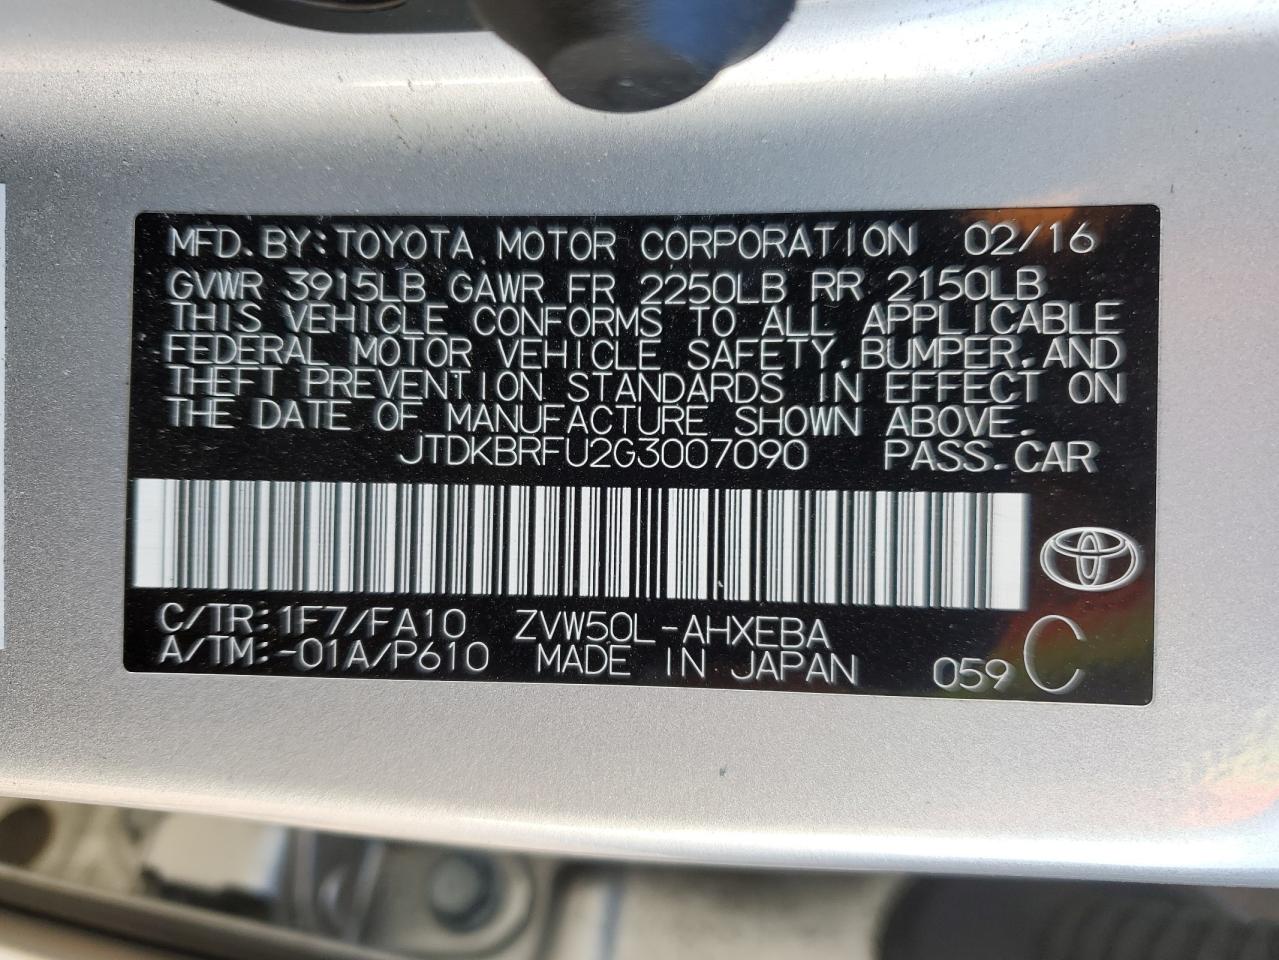 MFD.BY:TOYOTA MOTOR CORPORATION 02/16
GVWR 3915LB GAWR FR 2250LB RR 2150LB
THIS VEHICLE CONFORMS TO ALL APPLICABLE
FEDERAL MOTOR VEHICLE SAFETY,BUMPER,AND
THEFT PREVENTION STANDARDS IN EFFECT ON
THE DATE OF MANUFACTURE SHOWN ABOVE.
JTDKBRFU2G3007090 PASS.CAR
C/TR:1F7/FA10 ZVW50L-AHXEBA
A/TM:-01A/P610 MADE IN JAPAN 059 C